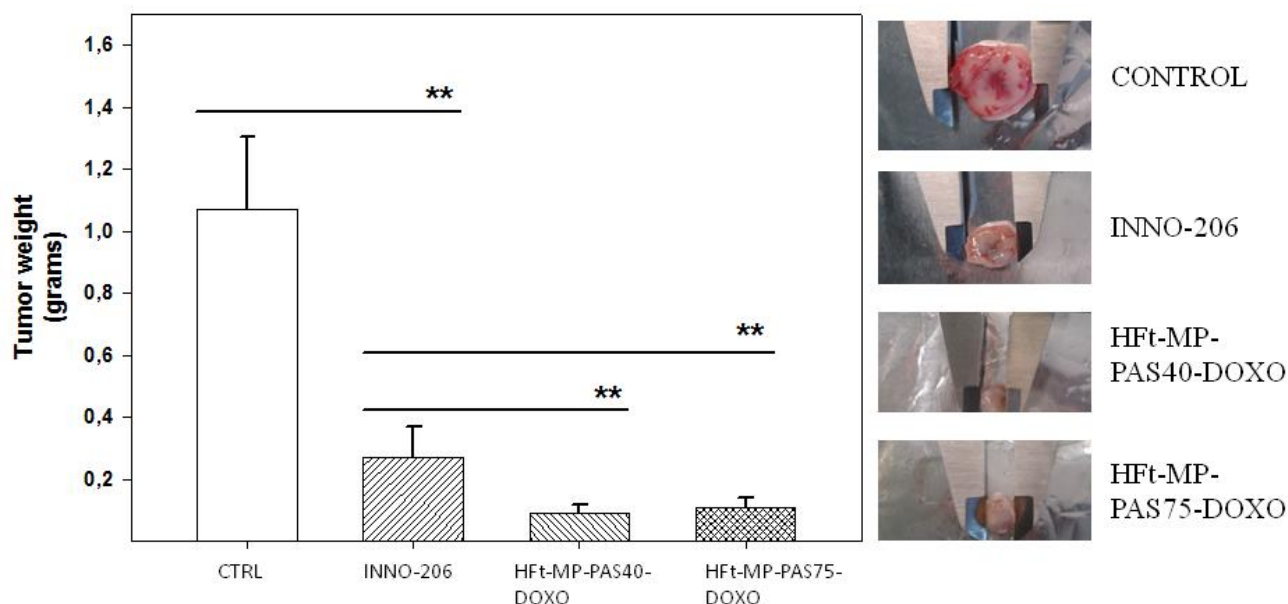 1,6
1,4
1,2
1,0
0,8
0,6
0,4
0,2
Tumor weight
(grams)
**
**
**
CTRL
INNO-206
HFt-MP-PAS40-
DOXO
HFt-MP-PAS75-
DOXO
CONTROL
INNO-206
HFt-MP-
PAS40-DOXO
HFt-MP-
PAS75-DOXO